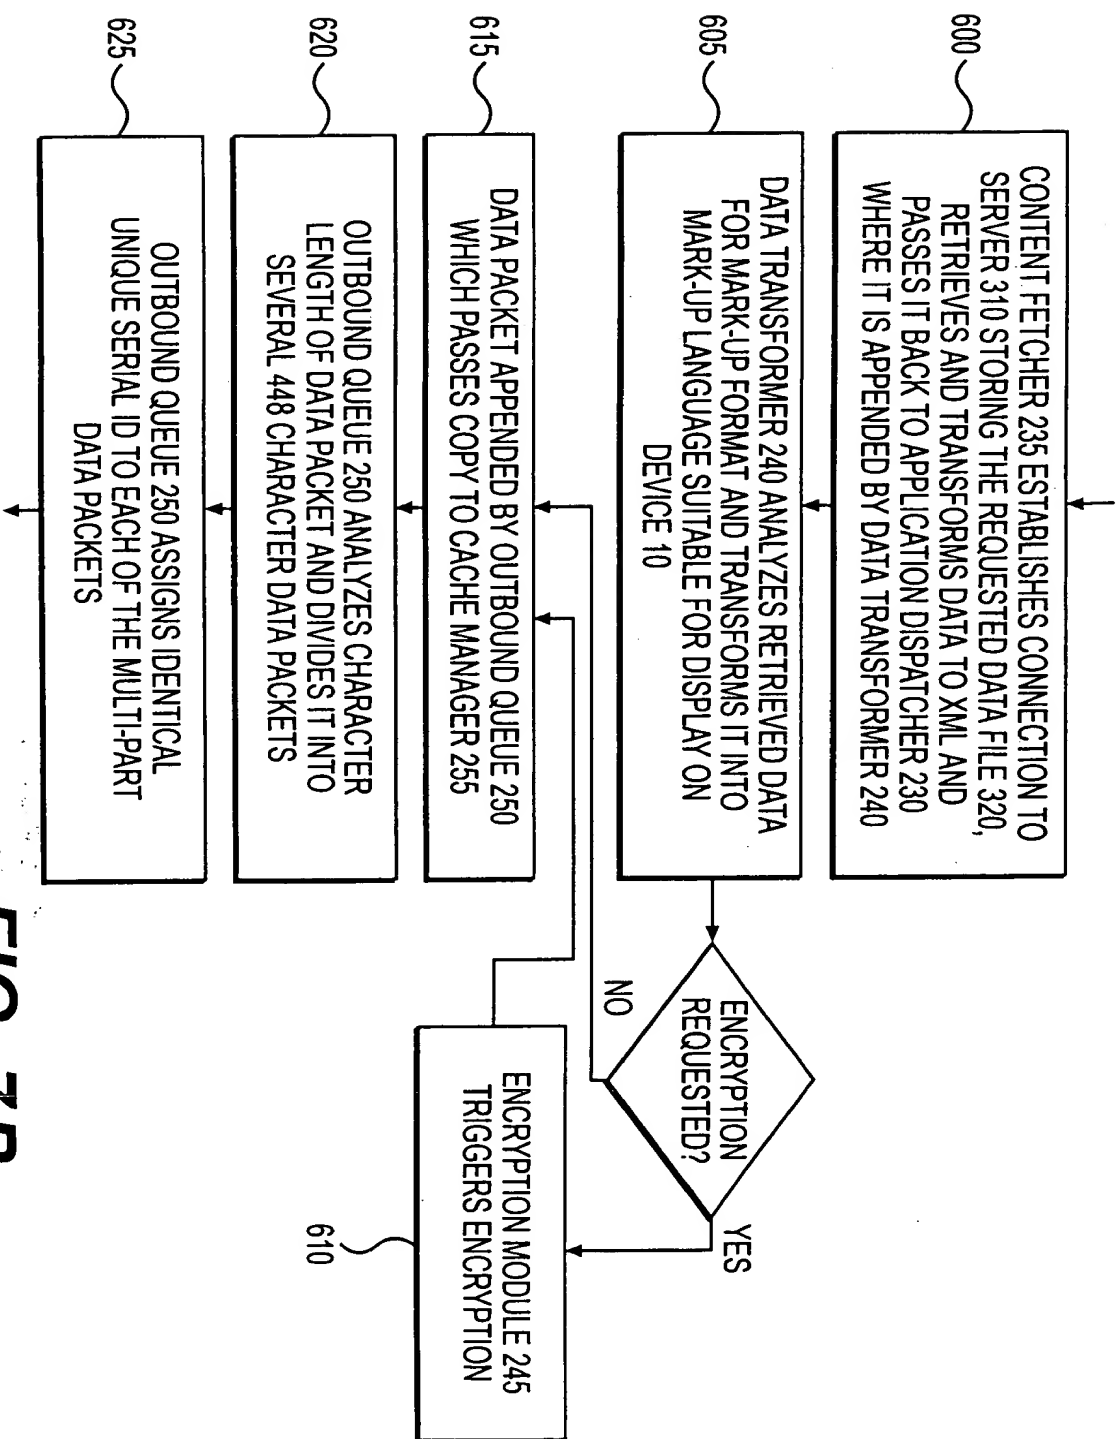 600
CONTENT FETCHER 235 ESTABLISHES CONNECTION TO
SERVER 310 STORING THE REQUESTED DATA FILE 320,
RETRIEVES AND TRANSFORMS DATA TO XML AND
PASSES IT BACK TO APPLICATION DISPATCHER 230
WHERE IT IS APPENDED BY DATA TRANSFORMER 240
605
DATA TRANSFORMER 240 ANALYZES RETRIEVED DATA
FOR MARK-UP FORMAT AND TRANSFORMS IT INTO
MARK-UP LANGUAGE SUITABLE FOR DISPLAY ON
DEVICE 10
ENCRYPTION
REQUESTED?
YES
NO
ENCRYPTION MODULE 245
TRIGGERS ENCRYPTION
610
615
DATA PACKET APPENDED BY OUTBOUND QUEUE 250
WHICH PASSES COPY TO CACHE MANAGER 255
620
OUTBOUND QUEUE 250 ANALYZES CHARACTER
LENGTH OF DATA PACKET AND DIVIDES IT INTO
SEVERAL 448 CHARACTER DATA PACKETS
625
OUTBOUND QUEUE 250 ASSIGNS IDENTICAL
UNIQUE SERIAL ID TO EACH OF THE MULTI-PART
DATA PACKETS
FIG.